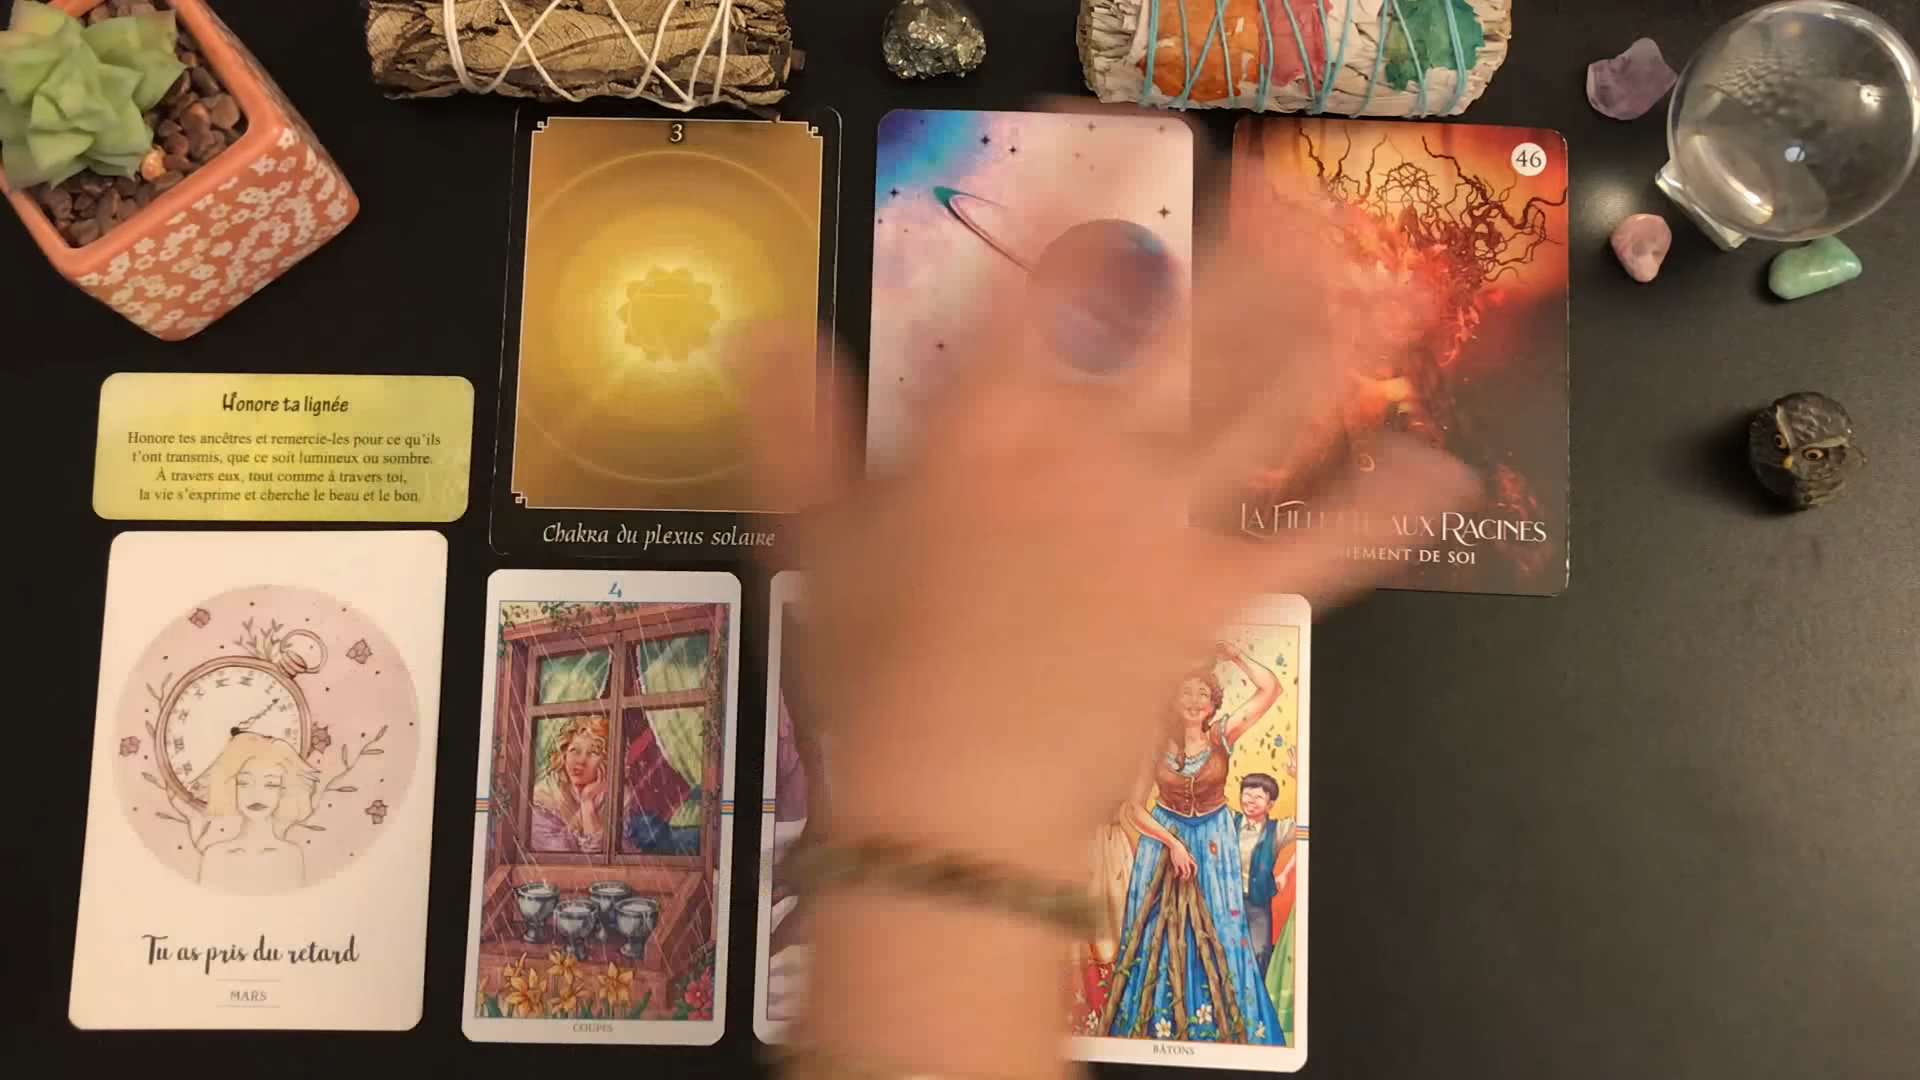 3
46
Honore ta lignée
Honore tes ancêtres et remercie-les pour ce qu'ils
t'ont transmis, que ce soit lumineux ou sombre.
À travers eux, tout comme à travers toi,
la vie s'exprime et cherche le beau et le bon.
Chakra du plexus solaire
LA AUX RACINES
DE SOI
4
COUPES
BÂTONS
Tu as pris du retard
MARS